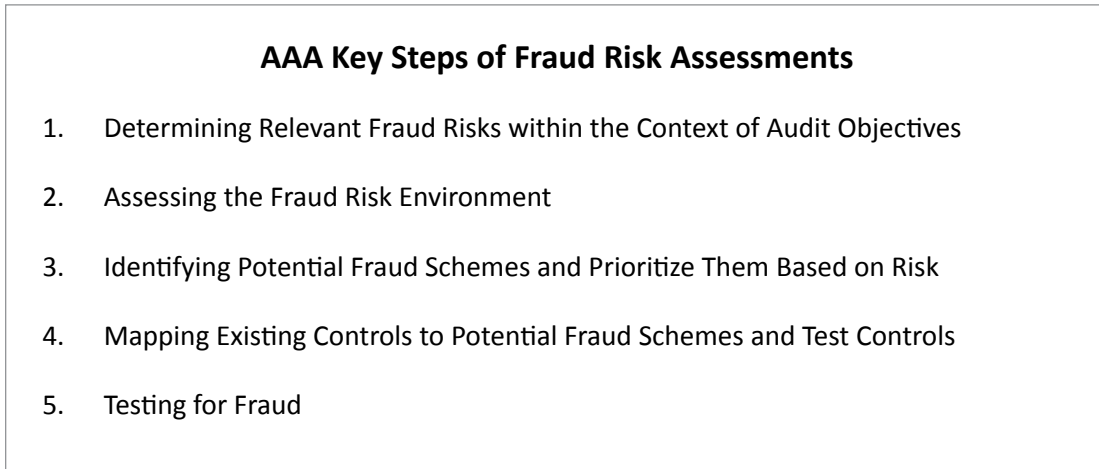 AAA Key Steps of Fraud Risk Assessments
1. Determining Relevant Fraud Risks within the Context of Audit Objectives
2. Assessing the Fraud Risk Environment
3. Identifying Potential Fraud Schemes and Prioritize Them Based on Risk
4. Mapping Existing Controls to Potential Fraud Schemes and Test Controls
5. Testing for Fraud